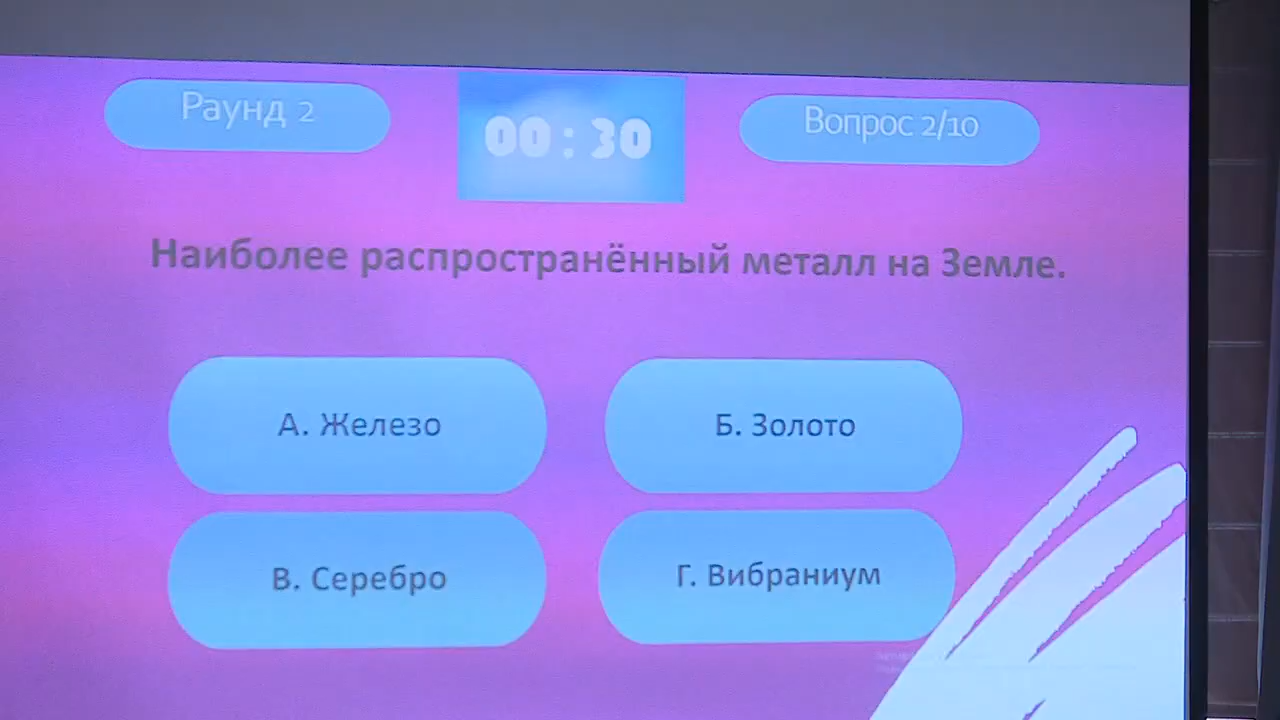 Раунд 2
00:30
Вопрос 2/10
Наиболее распространённый металл на Земле.
А. Железо
Б. Золото
В. Серебро
Г. Вибраниум